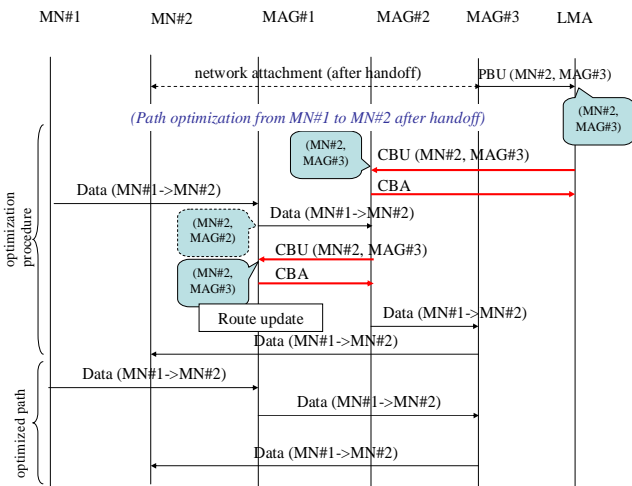 MN#1 MN#2 MAG#1 MAG#2 MAG#3 LMA
network attachment (after handoff)
PBU (MN#2, MAG#3)
(MN#2,
MAG#3)
(Path optimization from MN#1 to MN#2 after handoff)
(MN#2,
MAG#3)
CBU (MN#2, MAG#3)
CBA
Data (MN#1->MN#2)
(MN#2,
MAG#2)
Data (MN#1->MN#2)
CBU (MN#2, MAG#3)
(MN#2,
MAG#3)
CBA
Route update
Data (MN#1->MN#2)
Data (MN#1->MN#2)
optimization
procedure
Data (MN#1->MN#2)
Data (MN#1->MN#2)
Data (MN#1->MN#2)
optimized path